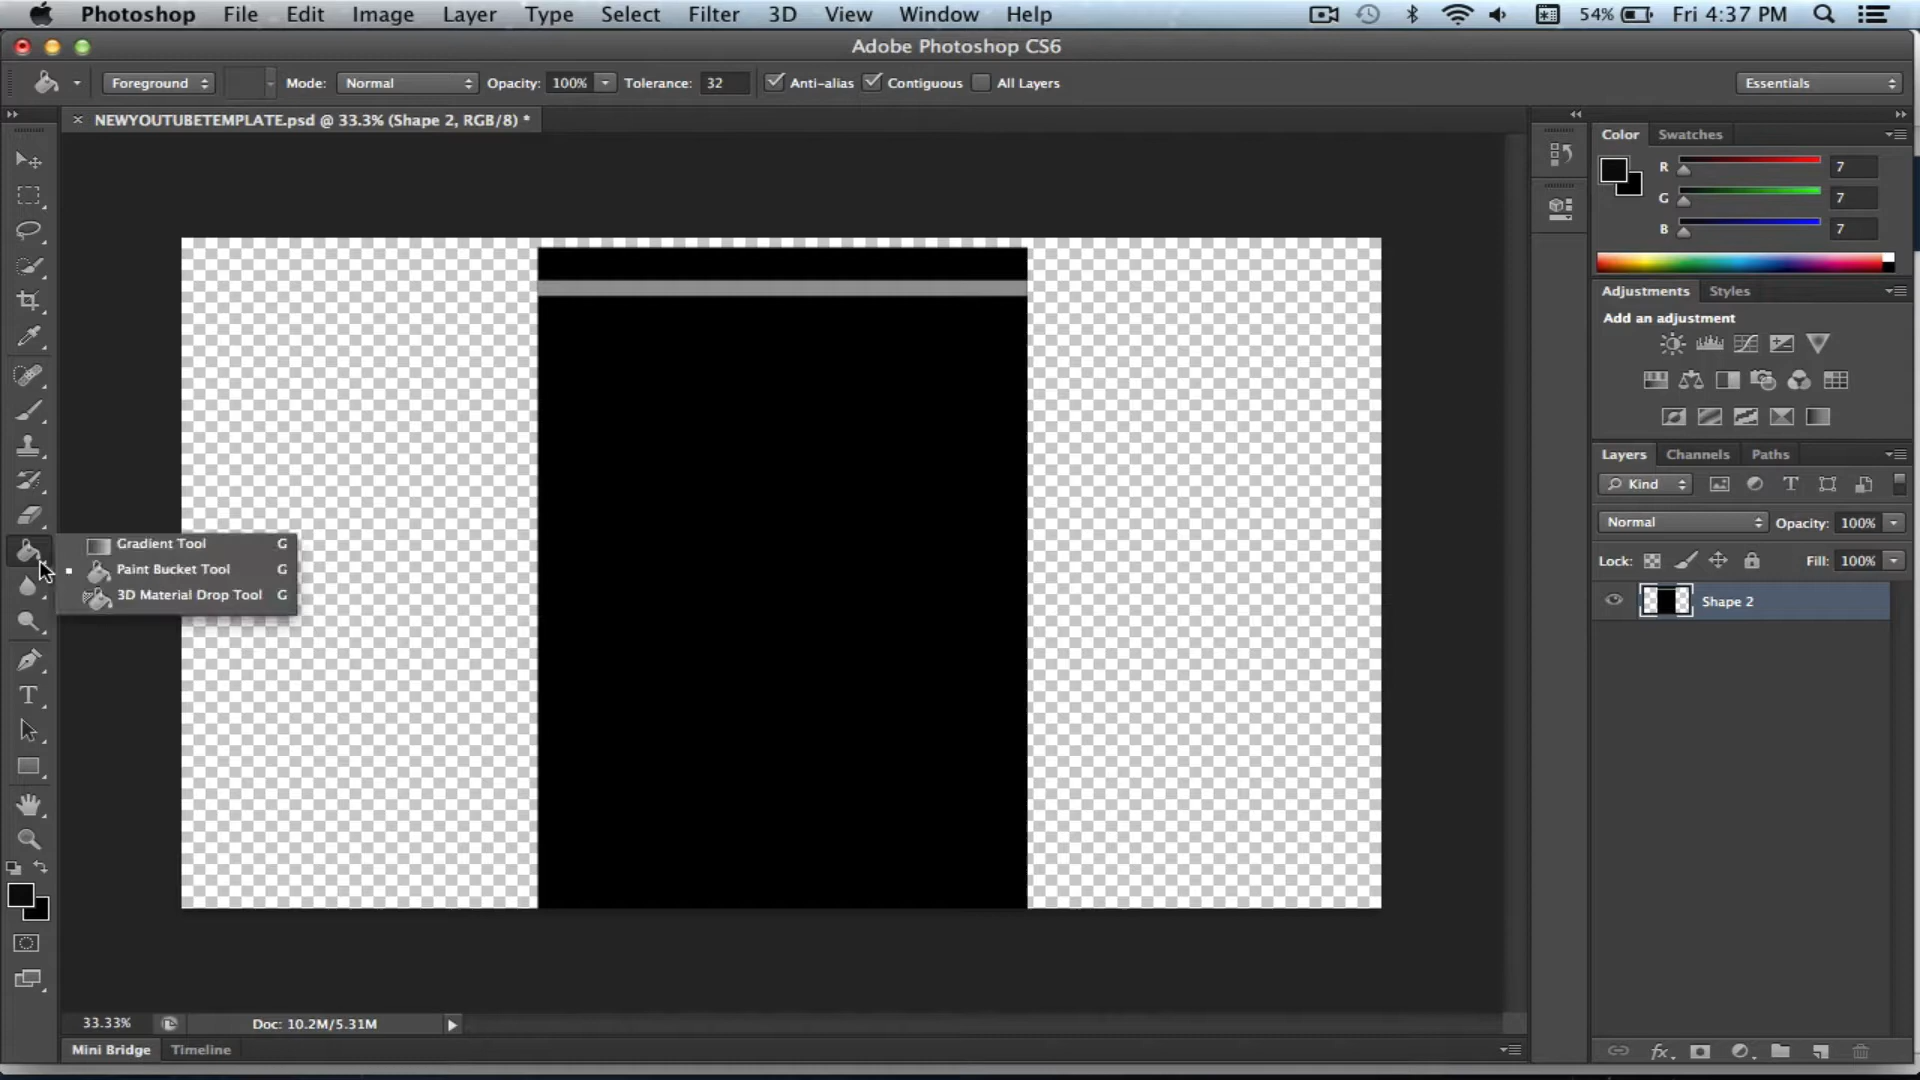 Photoshop File Edit Image Layer Type Select Filter 3D View Window Help 54% Fri 4:37 PM
Adobe Photoshop CS6
Foreground Mode: Normal Opacity: 100% Tolerance: 32 Anti-alias Contiguous All Layers Essentials
NEWYOUTUBETEMPLATE.psd @ 33.3% (Shape 2, RGB/8) *
Color Swatches
R 7
G 7
B 7
Adjustments Styles
Add an adjustment
Layers Channels Paths
Kind
Normal Opacity: 100%
Lock: Fill: 100%
Shape 2
Gradient Tool G
Paint Bucket Tool G
3D Material Drop Tool G
33.33% Doc: 10.2M/5.31M
Mini Bridge Timeline